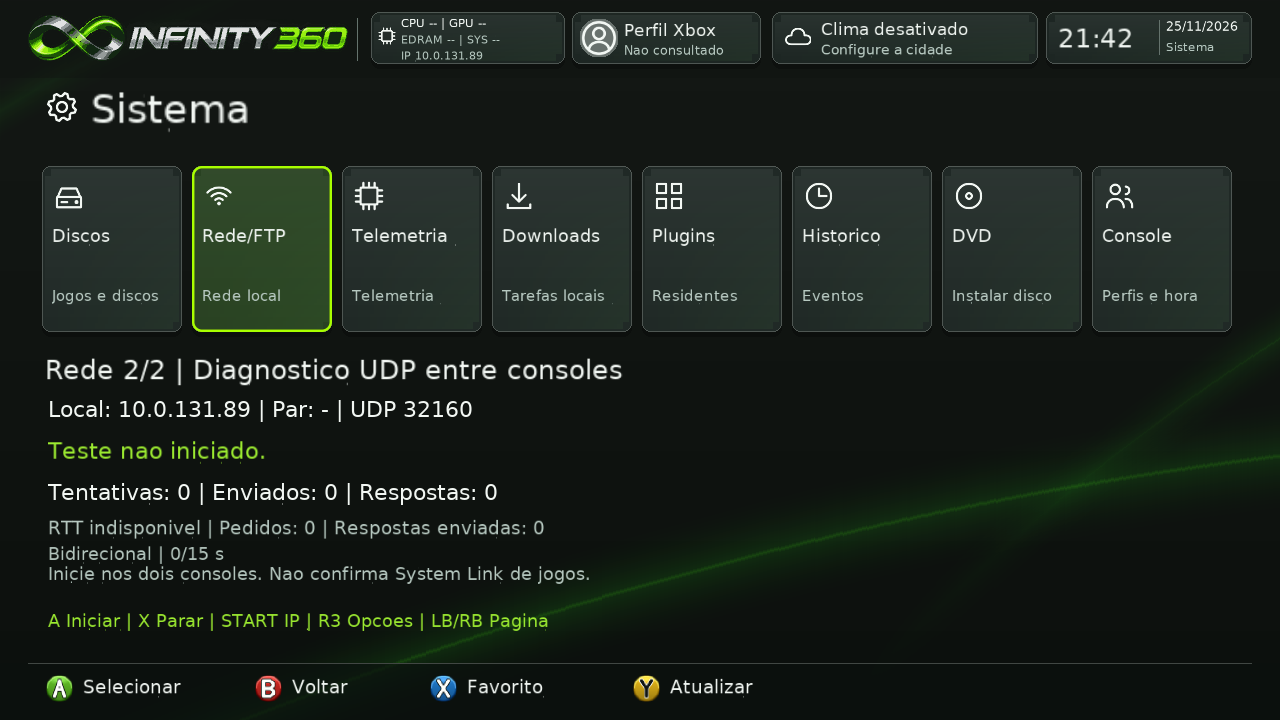 INFINITY 360
CPU -- | GPU --
EDRAM -- | SYS --
IP 10.0.131.89
Perfil Xbox
Nao consultado
Clima desativado
Configure a cidade
21:42
25/11/2026
Sistema
Sistema
Discos
Jogos e discos
Rede/FTP
Rede local
Telemetria
Telemetria
Downloads
Tarefas locais
Plugins
Residentes
Historico
Eventos
DVD
Instalar disco
Console
Perfis e hora
Rede 2/2 | Diagnostico UDP entre consoles
Local: 10.0.131.89 | Par: - | UDP 32160
Teste nao iniciado.
Tentativas: 0 | Enviados: 0 | Respostas: 0
RTT indisponivel | Pedidos: 0 | Respostas enviadas: 0
Bidirecional | 0/15 s
Inicie nos dois consoles. Nao confirma System Link de jogos.
A Iniciar | X Parar | START IP | R3 Opcoes | LB/RB Pagina
A Selecionar
B Voltar
X Favorito
Y Atualizar